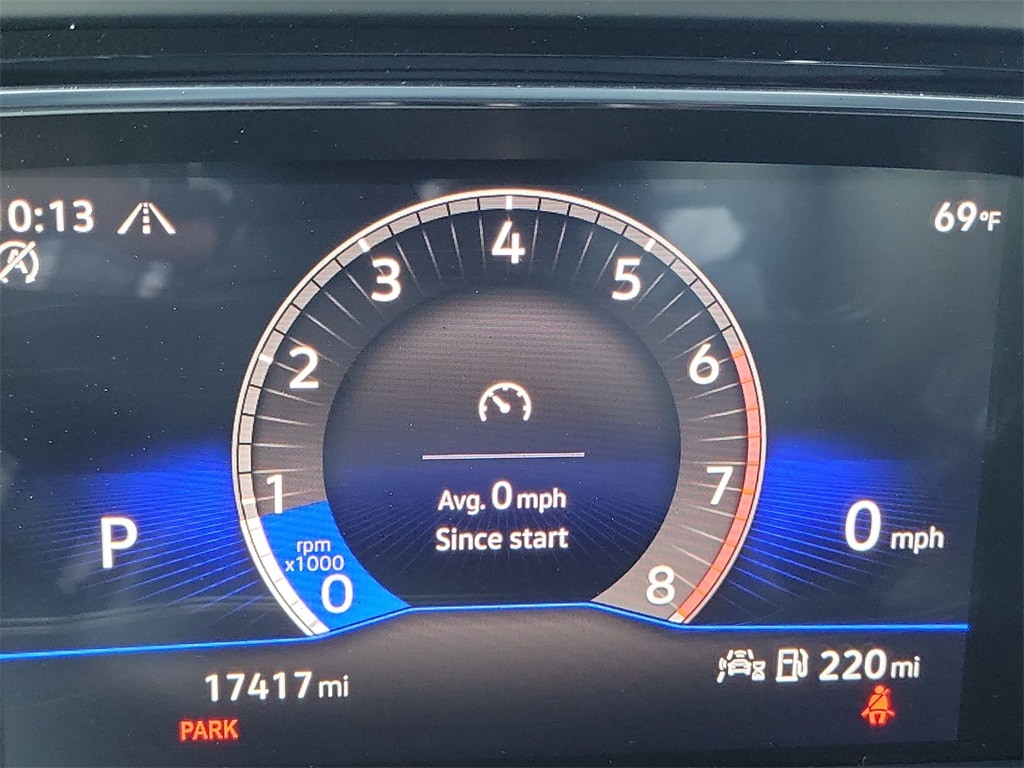 10:13
69°F
4
3
5
2
6
1
7
Avg. 0 mph
Since start
P
rpm
x1000
0
8
0 mph
17417 mi
220 mi
PARK